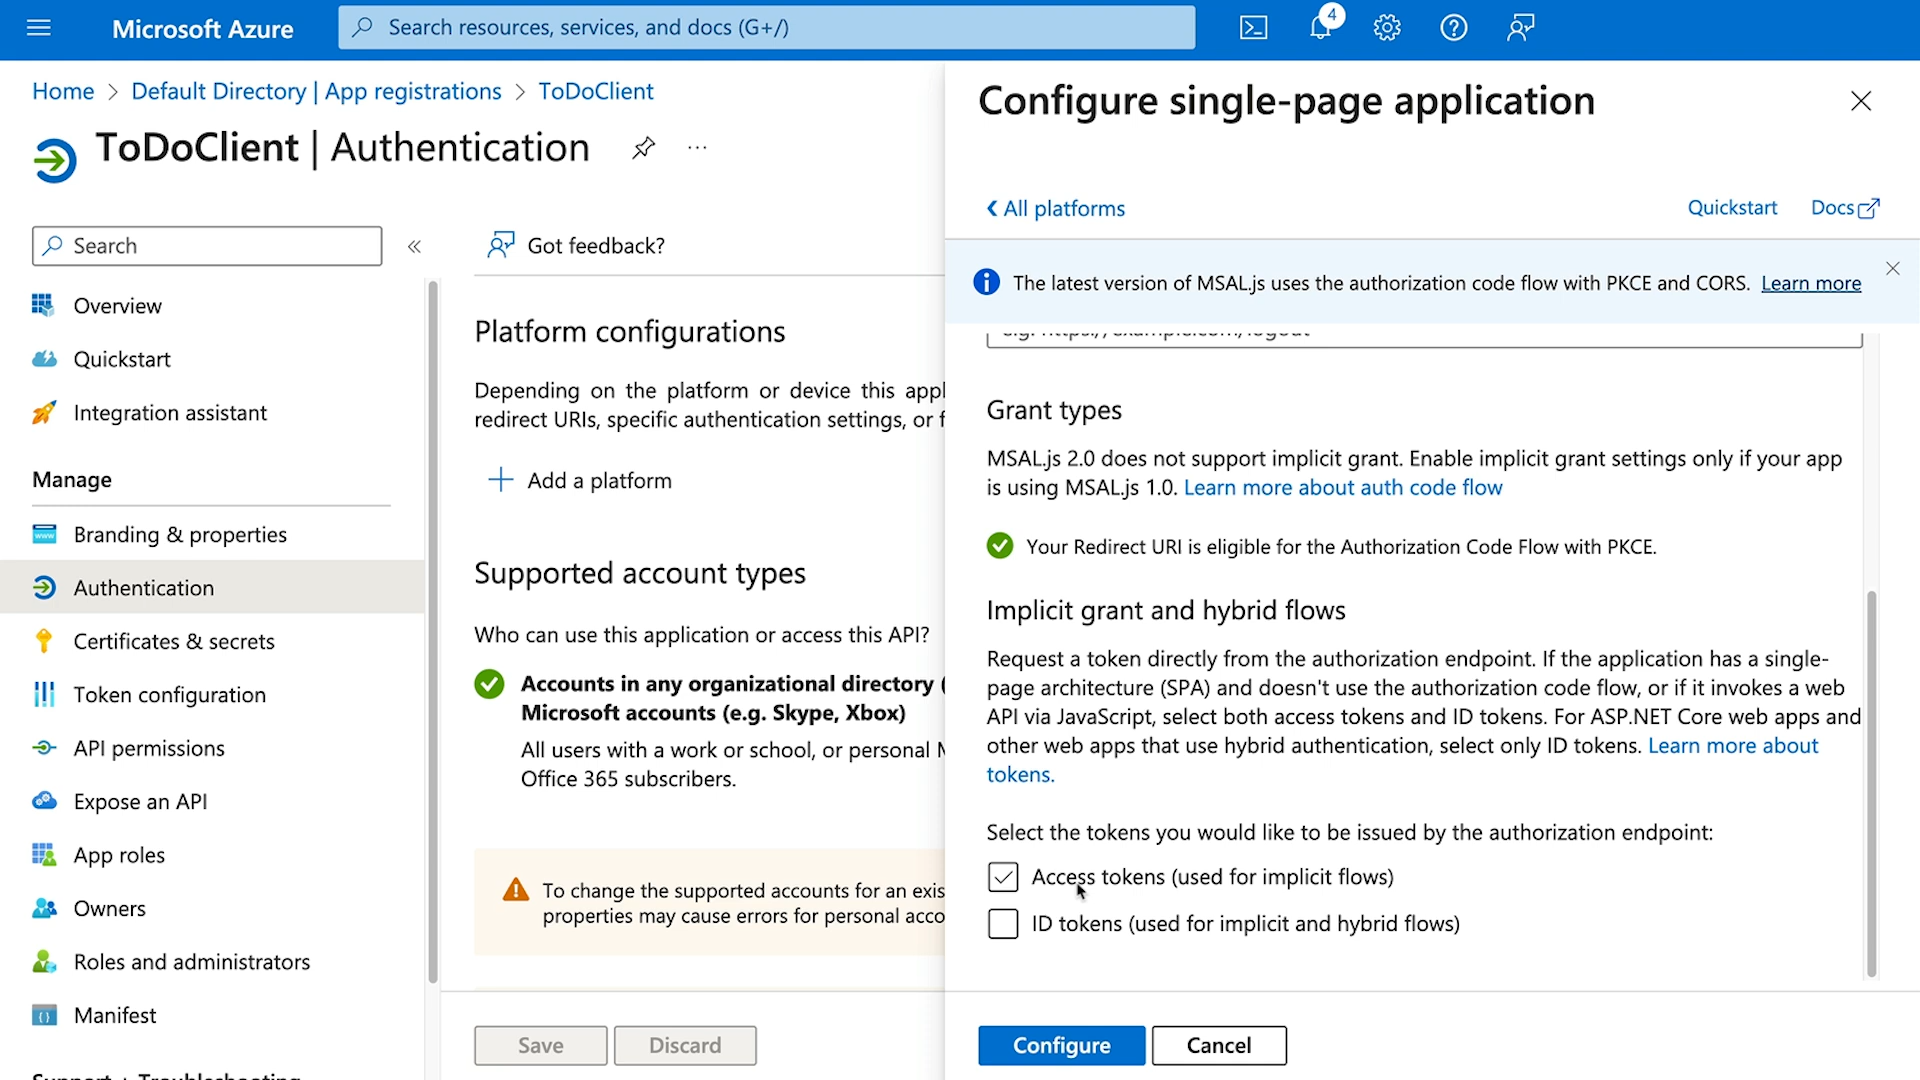 Microsoft Azure
Search resources, services, and docs (G+/)
4
Home > Default Directory | App registrations > ToDoClient
ToDoClient | Authentication
...
Search
«
Overview
Quickstart
Integration assistant
Manage
Branding & properties
Authentication
Certificates & secrets
Token configuration
API permissions
Expose an API
App roles
Owners
Roles and administrators
Manifest
Support + Troubleshooting
Got feedback?
Platform configurations
Depending on the platform or device this appl
redirect URIs, specific authentication settings, or f
Add a platform
Supported account types
Who can use this application or access this API?
Accounts in any organizational directory (
Microsoft accounts (e.g. Skype, Xbox)
All users with a work or school, or personal M
Office 365 subscribers.
To change the supported accounts for an exis
properties may cause errors for personal acco
Save
Discard
Configure single-page application
All platforms
Quickstart
Docs
The latest version of MSAL.js uses the authorization code flow with PKCE and CORS. Learn more
e.g. https://example.com/logout
Grant types
MSAL.js 2.0 does not support implicit grant. Enable implicit grant settings only if your app
is using MSAL.js 1.0. Learn more about auth code flow
Your Redirect URI is eligible for the Authorization Code Flow with PKCE.
Implicit grant and hybrid flows
Request a token directly from the authorization endpoint. If the application has a single-
page architecture (SPA) and doesn't use the authorization code flow, or if it invokes a web
API via JavaScript, select both access tokens and ID tokens. For ASP.NET Core web apps and
other web apps that use hybrid authentication, select only ID tokens. Learn more about
tokens.
Select the tokens you would like to be issued by the authorization endpoint:
Access tokens (used for implicit flows)
ID tokens (used for implicit and hybrid flows)
Configure
Cancel